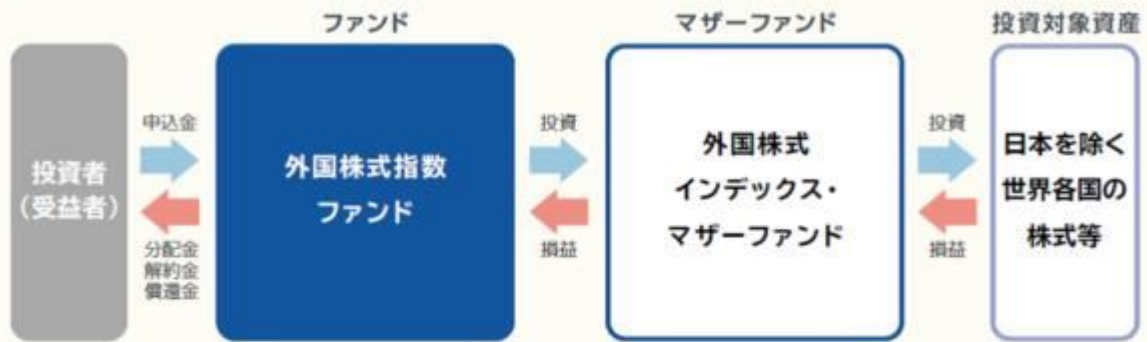 ファンド
マザーファンド
投資対象資産
投資者
（受益者）
申込金
分配金
解約金
償還金
外国株式指数
ファンド
投資
損益
外国株式
インデックス・
マザーファンド
投資
損益
日本を除く
世界各国の
株式等